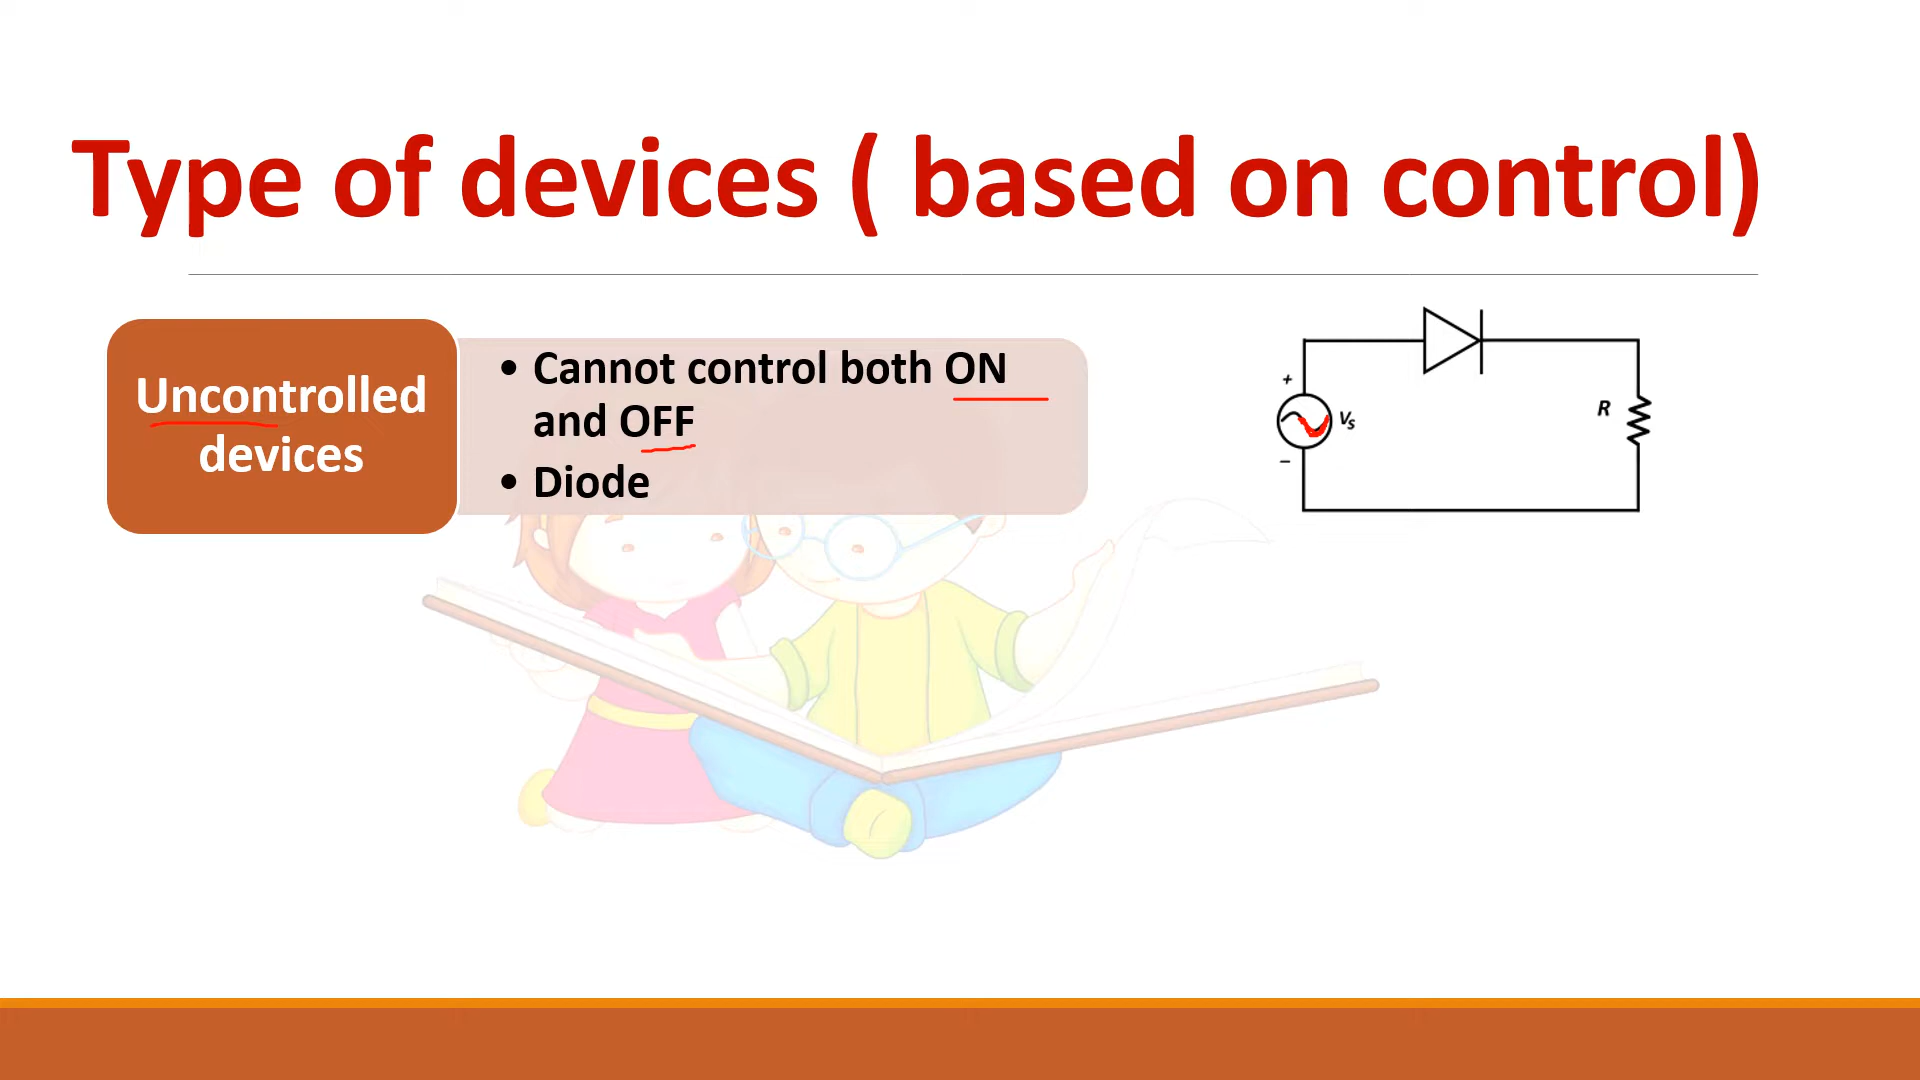 Type of devices ( based on control)
Uncontrolled
devices
• Cannot control both ON
and OFF
• Diode
+
Vs
−
R